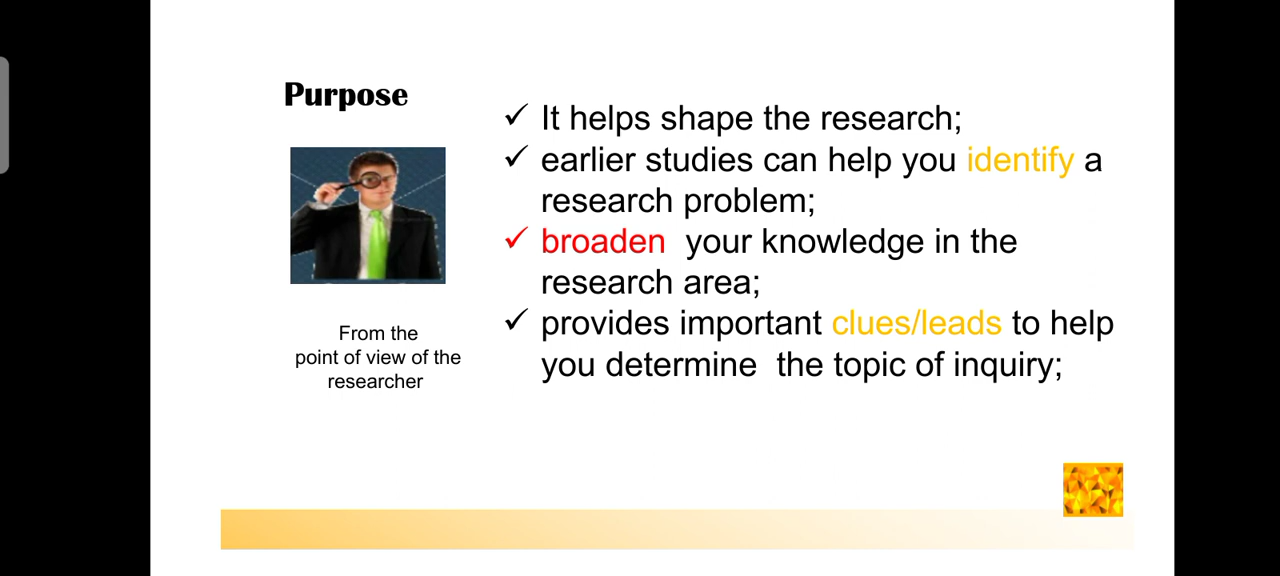 Purpose
From the
point of view of the
researcher
✓ It helps shape the research;
✓ earlier studies can help you identify a
research problem;
✓ broaden your knowledge in the
research area;
✓ provides important clues/leads to help
you determine the topic of inquiry;